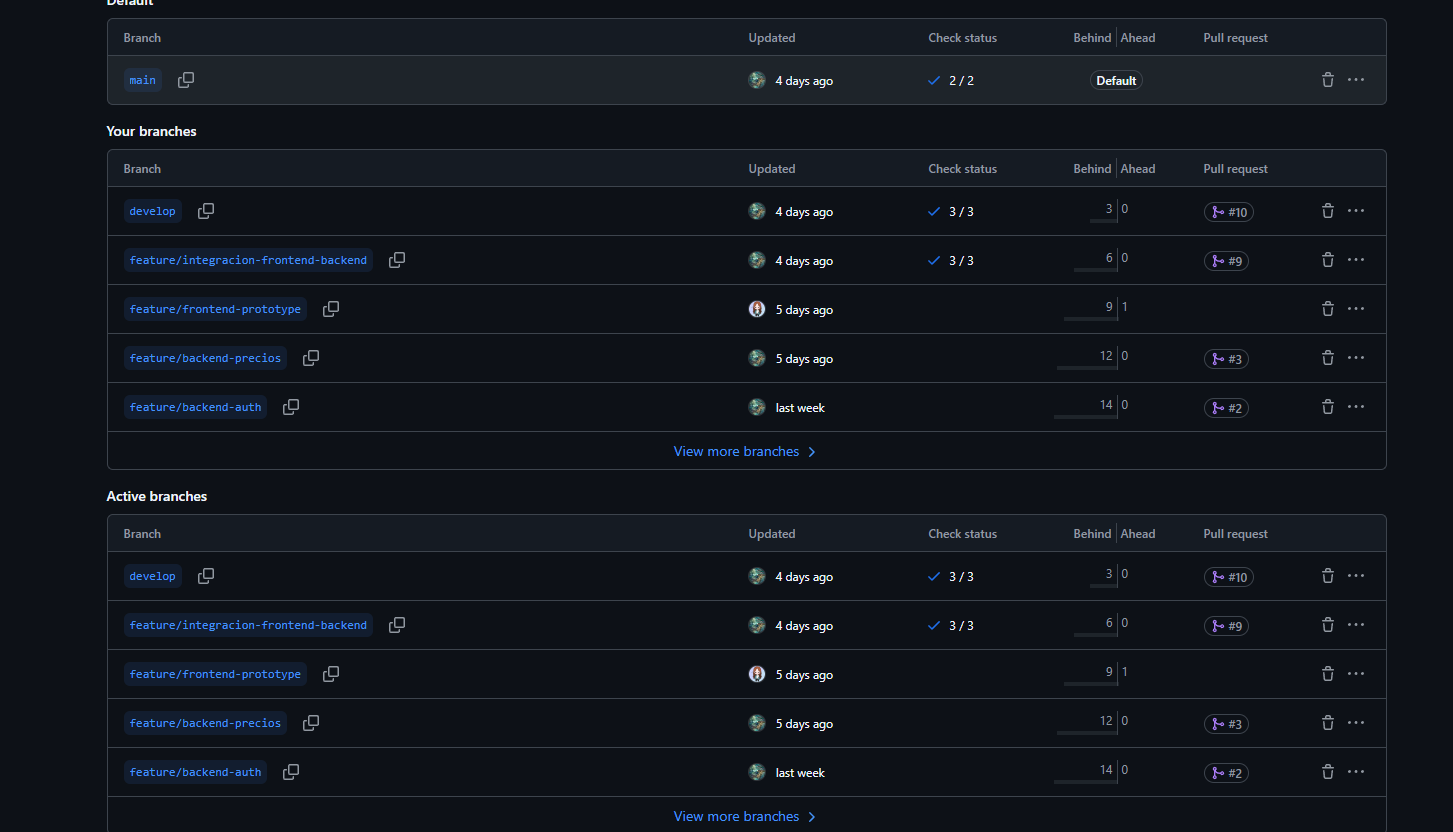 Default
Branch Updated Check status Behind Ahead Pull request
main 4 days ago 2 / 2 Default
Your branches
Branch Updated Check status Behind Ahead Pull request
develop 4 days ago 3 / 3 3 0 #10
feature/integracion-frontend-backend 4 days ago 3 / 3 6 0 #9
feature/frontend-prototype 5 days ago 9 1
feature/backend-precios 5 days ago 12 0 #3
feature/backend-auth last week 14 0 #2
View more branches
Active branches
Branch Updated Check status Behind Ahead Pull request
develop 4 days ago 3 / 3 3 0 #10
feature/integracion-frontend-backend 4 days ago 3 / 3 6 0 #9
feature/frontend-prototype 5 days ago 9 1
feature/backend-precios 5 days ago 12 0 #3
feature/backend-auth last week 14 0 #2
View more branches